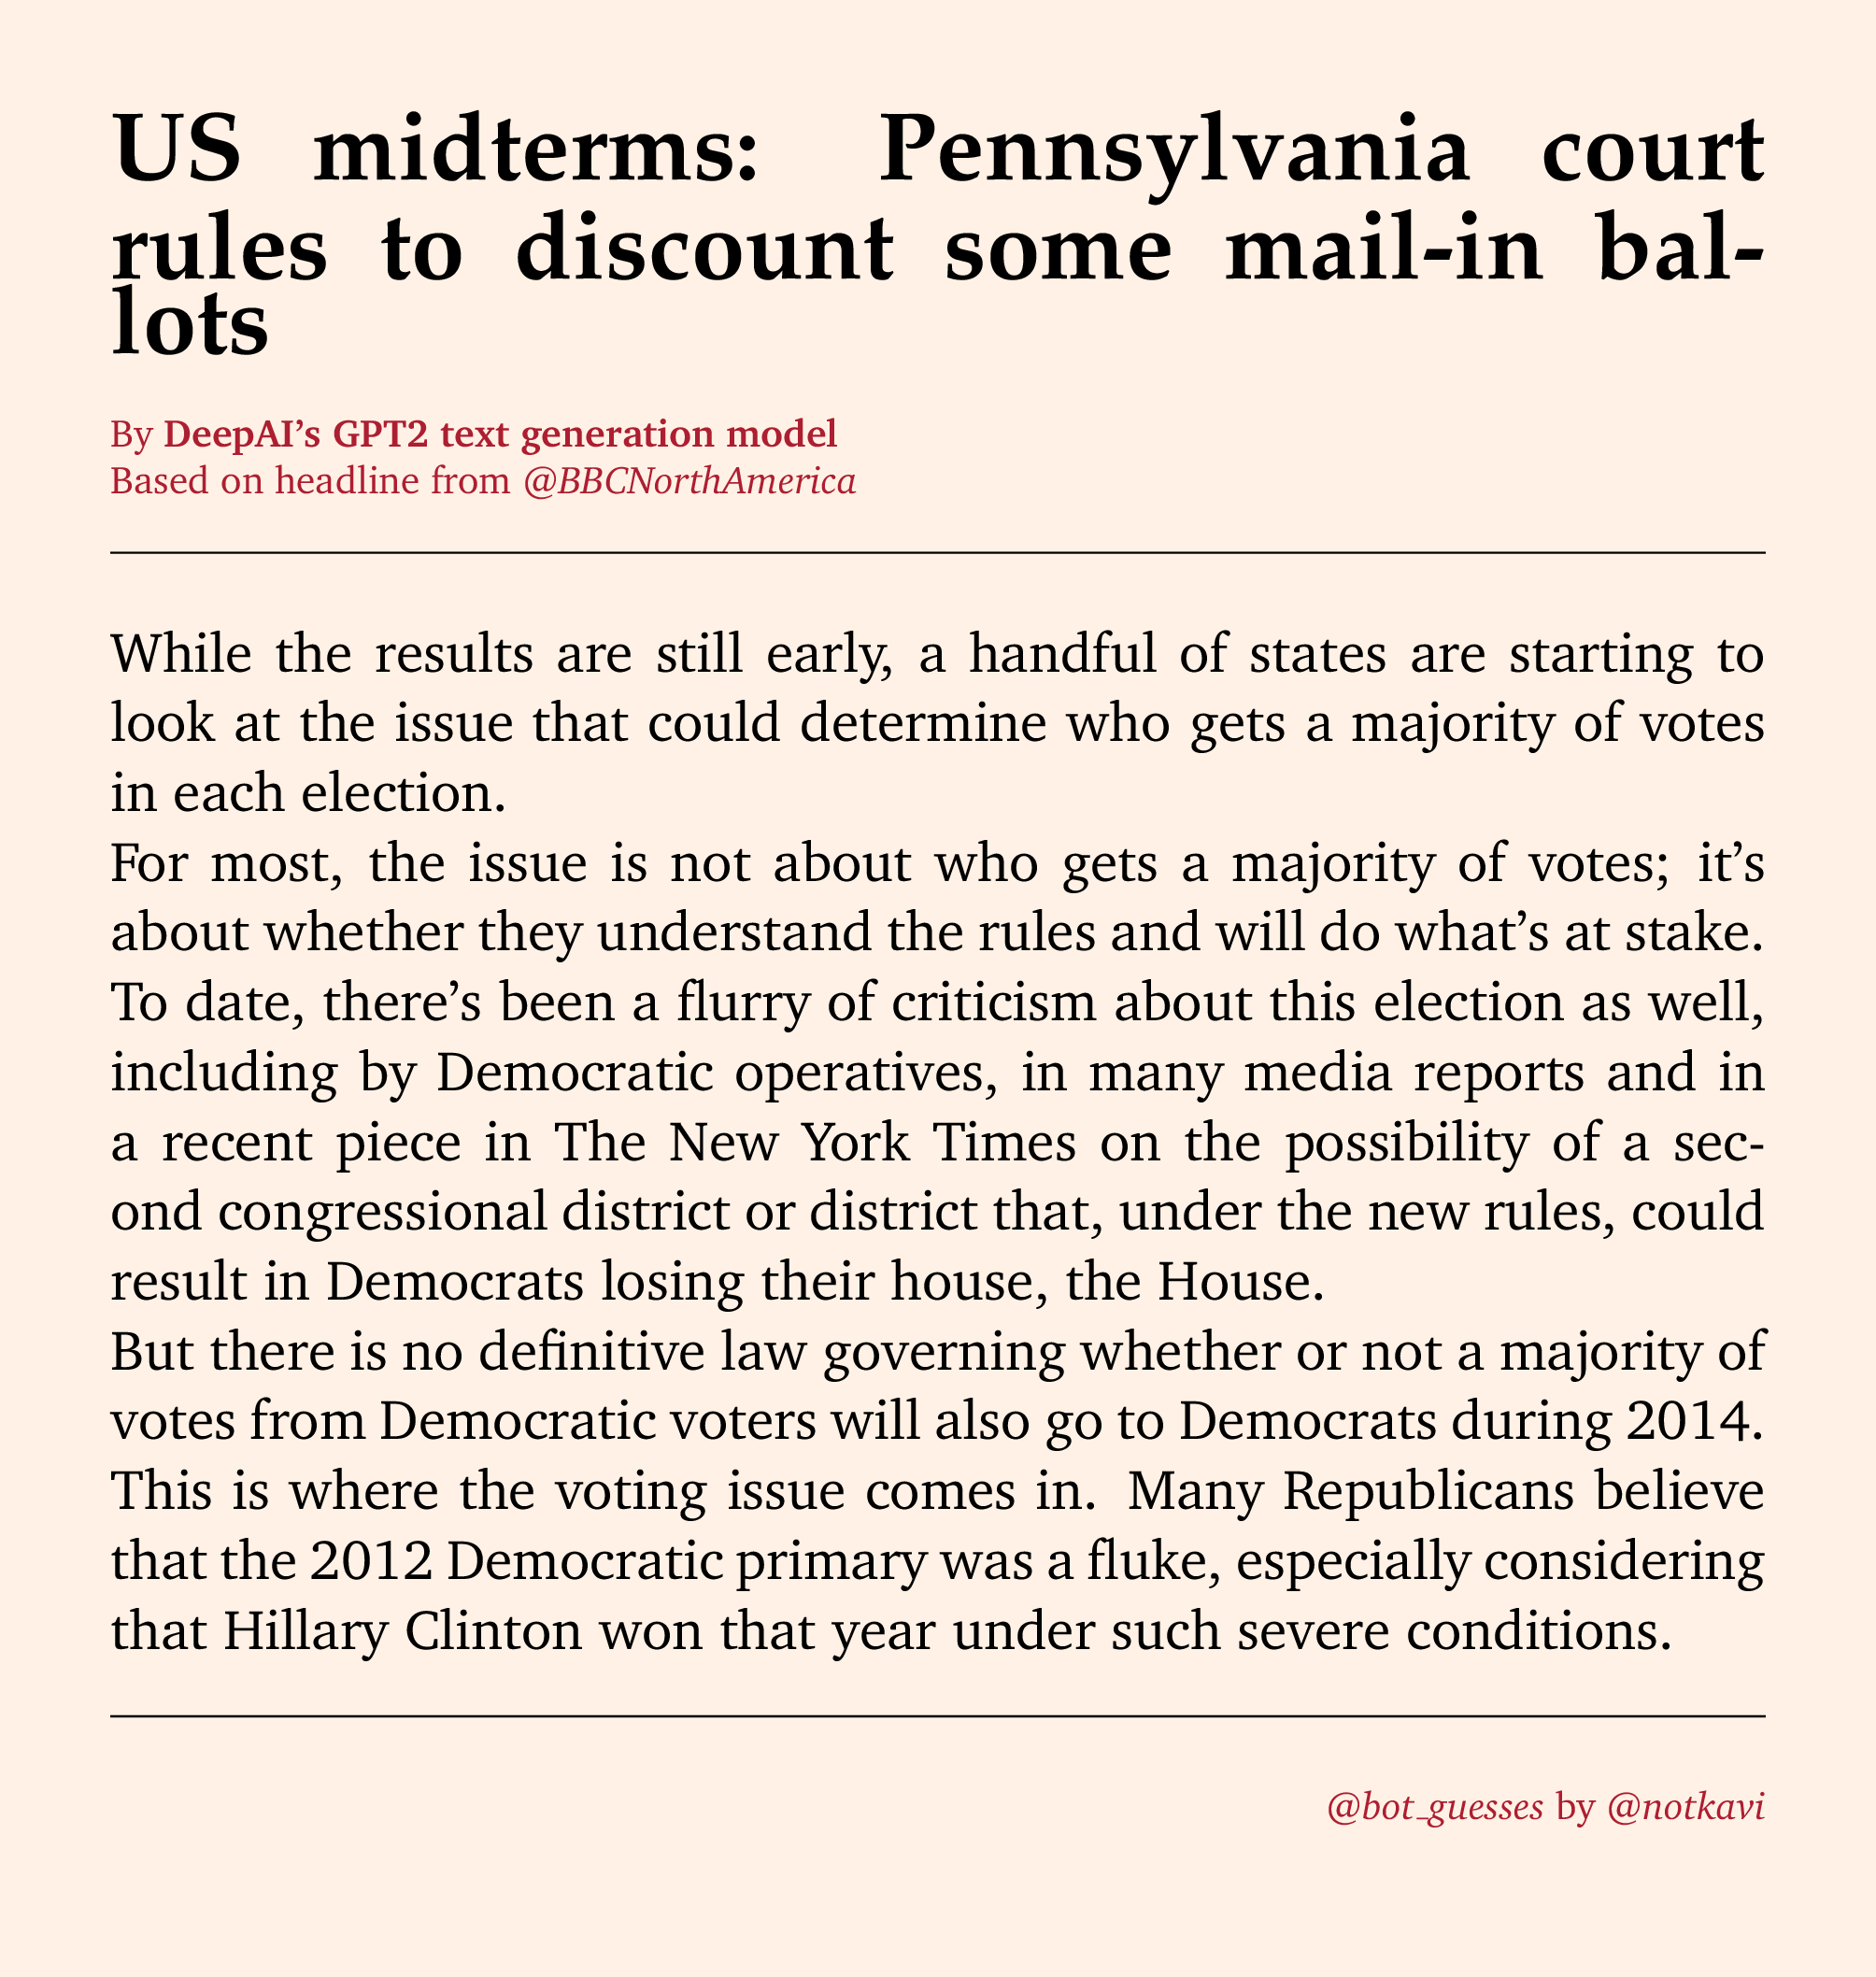 US midterms: Pennsylvania court
rules to discount some mail-in bal-
lots
By DeepAI’s GPT2 text generation model
Based on headline from @BBCNorthAmerica
While the results are still early, a handful of states are starting to
look at the issue that could determine who gets a majority of votes
in each election.
For most, the issue is not about who gets a majority of votes; it’s
about whether they understand the rules and will do what’s at stake.
To date, there’s been a flurry of criticism about this election as well,
including by Democratic operatives, in many media reports and in
a recent piece in The New York Times on the possibility of a sec-
ond congressional district or district that, under the new rules, could
result in Democrats losing their house, the House.
But there is no definitive law governing whether or not a majority of
votes from Democratic voters will also go to Democrats during 2014.
This is where the voting issue comes in. Many Republicans believe
that the 2012 Democratic primary was a fluke, especially considering
that Hillary Clinton won that year under such severe conditions.
@bot_guesses by @notkavi